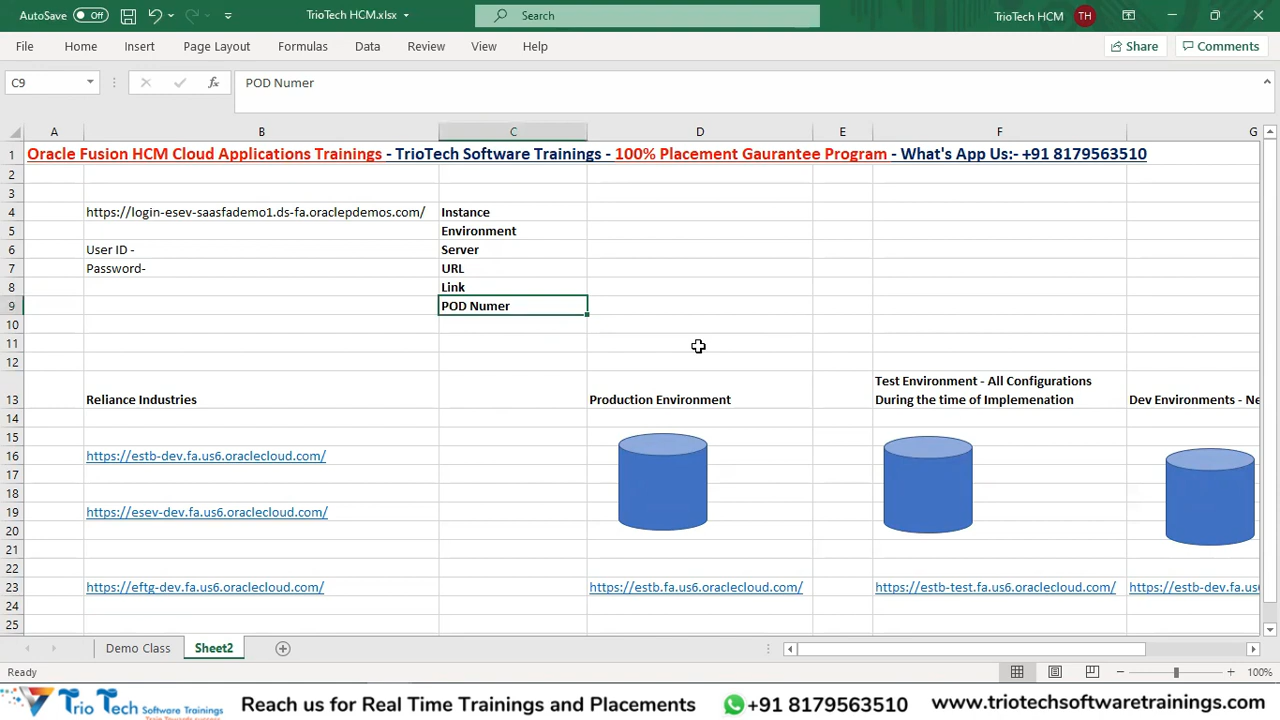 AutoSave Off TrioTech HCM.xlsx Search TrioTech HCM TH
File Home Insert Page Layout Formulas Data Review View Help Share Comments
C9 fx POD Numer
A B C D E F G
1 Oracle Fusion HCM Cloud Applications Trainings - TrioTech Software Trainings - 100% Placement Gaurantee Program - What's App Us:- +91 8179563510
2
3
4 https://login-esev-saasfademo1.ds-fa.oraclepdemos.com/ Instance
5 Environment
6 User ID - Server
7 Password- URL
8 Link
9 POD Numer
10
11
12
Test Environment - All Configurations
13 Reliance Industries Production Environment During the time of Implemenation Dev Environments - Ne
14
15
16 https://estb-dev.fa.us6.oraclecloud.com/
17
18
19 https://esev-dev.fa.us6.oraclecloud.com/
20
21
22
23 https://eftg-dev.fa.us6.oraclecloud.com/ https://estb.fa.us6.oraclecloud.com/ https://estb-test.fa.us6.oraclecloud.com/ https://estb-dev.fa.us
24
25
Demo Class Sheet2
Ready 100%
Trio Tech Software Trainings Reach us for Real Time Trainings and Placements +91 8179563510 www.triotechsoftwaretrainings.com
Train Towards success